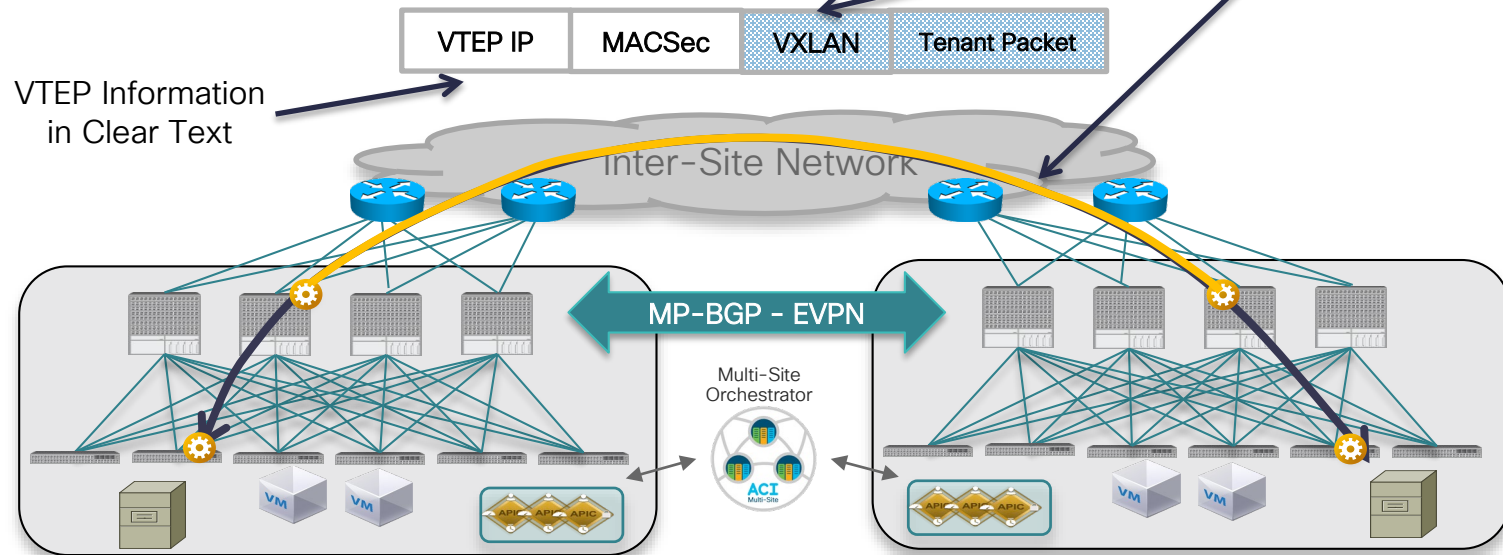 VTEP IP MACSec VXLAN Tenant Packet
VTEP Information
in Clear Text
Inter-Site Network
MP-BGP - EVPN
Multi-Site
Orchestrator
ACI
Multi-Site
VM VM
APIC APIC APIC
APIC APIC APIC
VM VM